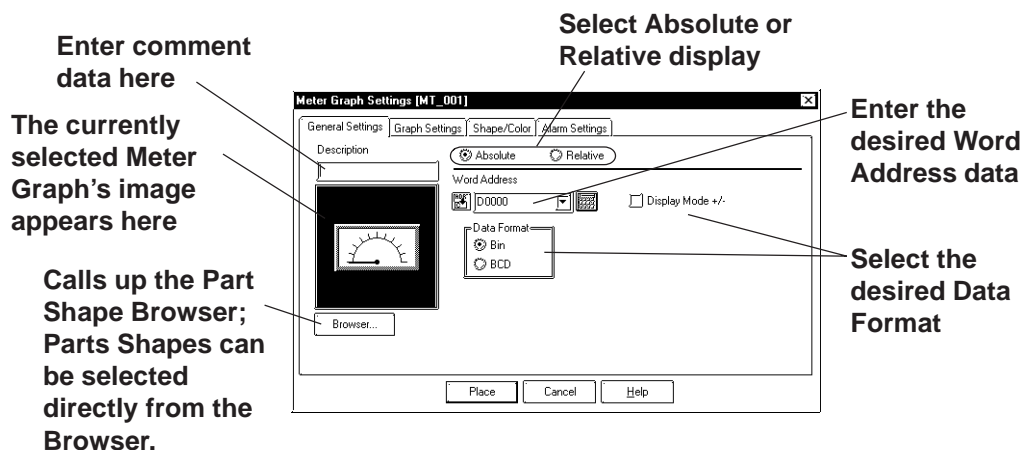 Select Absolute or
Relative display
Enter comment
data here
The currently
selected Meter
Graph's image
appears here
Calls up the Part
Shape Browser;
Parts Shapes can
be selected
directly from the
Browser.
Meter Graph Settings [MT_001]
General Settings Graph Settings Shape/Color Alarm Settings
Description
Absolute Relative
Word Address
D0000
Display Mode +/-
Data Format
Bin
BCD
Browser...
Place Cancel Help
Enter the
desired Word
Address data
Select the
desired Data
Format